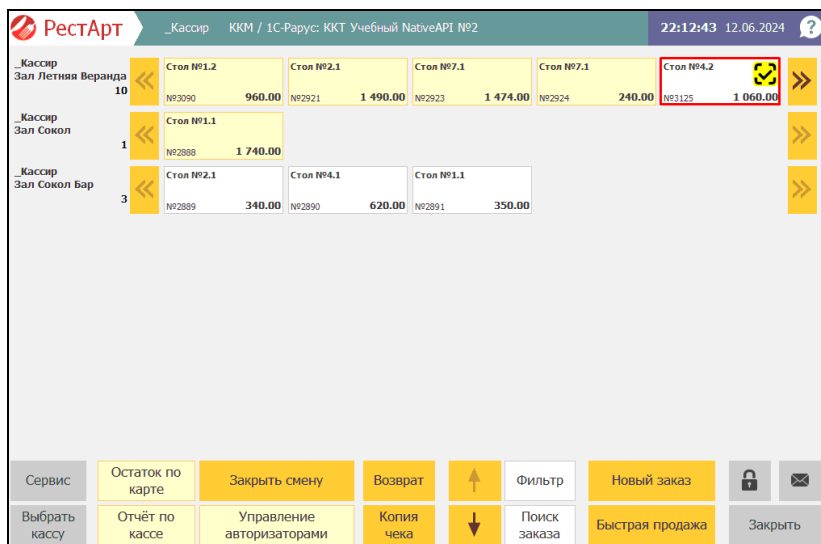 РестАрт _Кассир ККМ / 1С-Рарус: ККТ Учебный NativeAPI №2 22:12:43 12.06.2024 ?
_Кассир
Зал Летняя Веранда
10
Стол №1.2
№3090 960.00
Стол №2.1
№2921 1 490.00
Стол №7.1
№2923 1 474.00
Стол №7.1
№2924 240.00
Стол №4.2
№3125 1 060.00
_Кассир
Зал Сокол
1
Стол №1.1
№2888 1 740.00
_Кассир
Зал Сокол Бар
3
Стол №2.1
№2889 340.00
Стол №4.1
№2890 620.00
Стол №1.1
№2891 350.00
Сервис
Остаток по
карте
Закрыть смену
Возврат
Фильтр
Новый заказ
Выбрать
кассу
Отчёт по
кассе
Управление
авторизаторами
Копия
чека
Поиск
заказа
Быстрая продажа
Закрыть